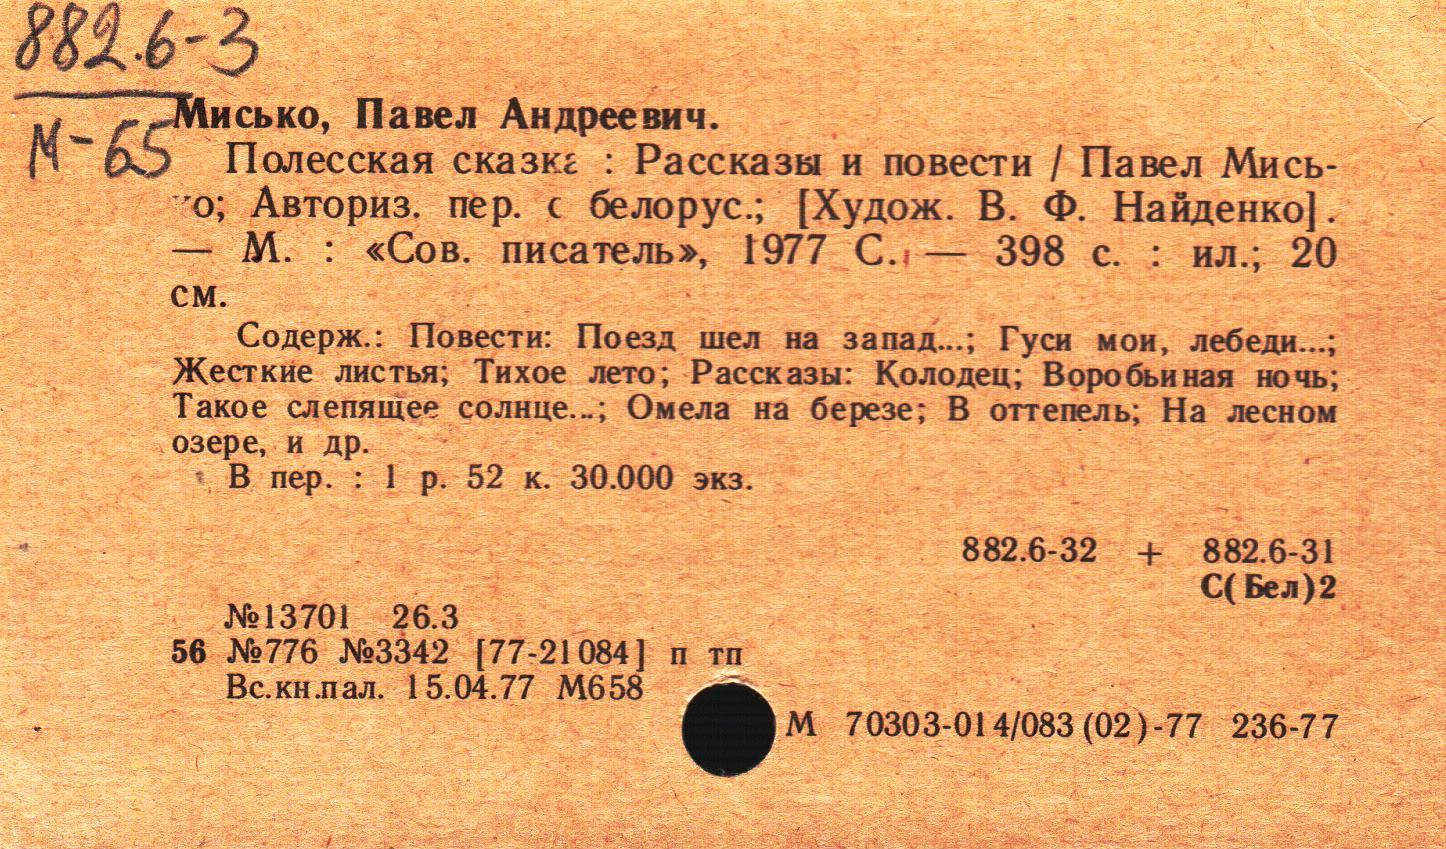 882.6-3
М-65
Мисько, Павел Андреевич.
Полесская сказка : Рассказы и повести / Павел Мись-
ко; Авториз. пер. с белорус.; [Худож. В. Ф. Найденко].
— М. : «Сов. писатель», 1977 С. — 398 с. : ил.; 20
см.
Содерж.: Повести: Поезд шел на запад...; Гуси мои, лебеди...;
Жесткие листья; Тихое лето; Рассказы: Колодец; Воробьиная ночь;
Такое слепящее солнце...; Омела на березе; В оттепель; На лесном
озере, и др.
В пер. : 1 р. 52 к. 30.000 экз.
882.6-32 + 882.6-31
С(Бел)2
№13701 26.3
56 №776 №3342 [77-21084] п тп
Вс.кн.пал. 15.04.77 М658
М 70303-014/083(02)-77 236-77